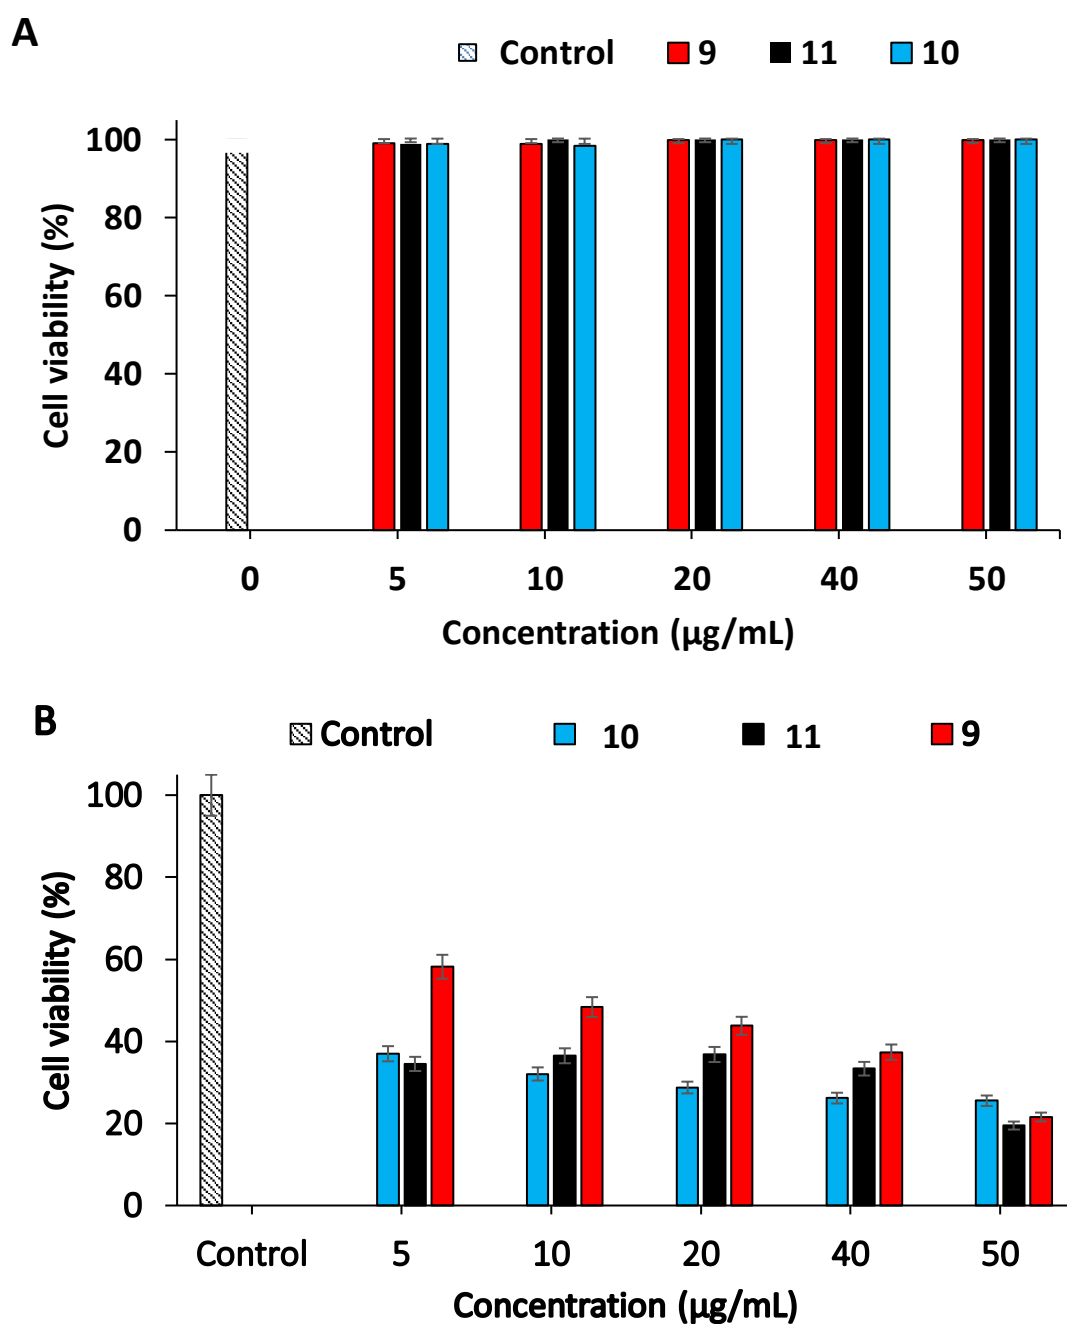 A
Control 9 11 10
100
80
60
40
20
0
Cell viability (%)
0 5 10 20 40 50
Concentration (µg/mL)
B
Control 10 11 9
100
80
60
40
20
0
Cell viability (%)
Control 5 10 20 40 50
Concentration (µg/mL)